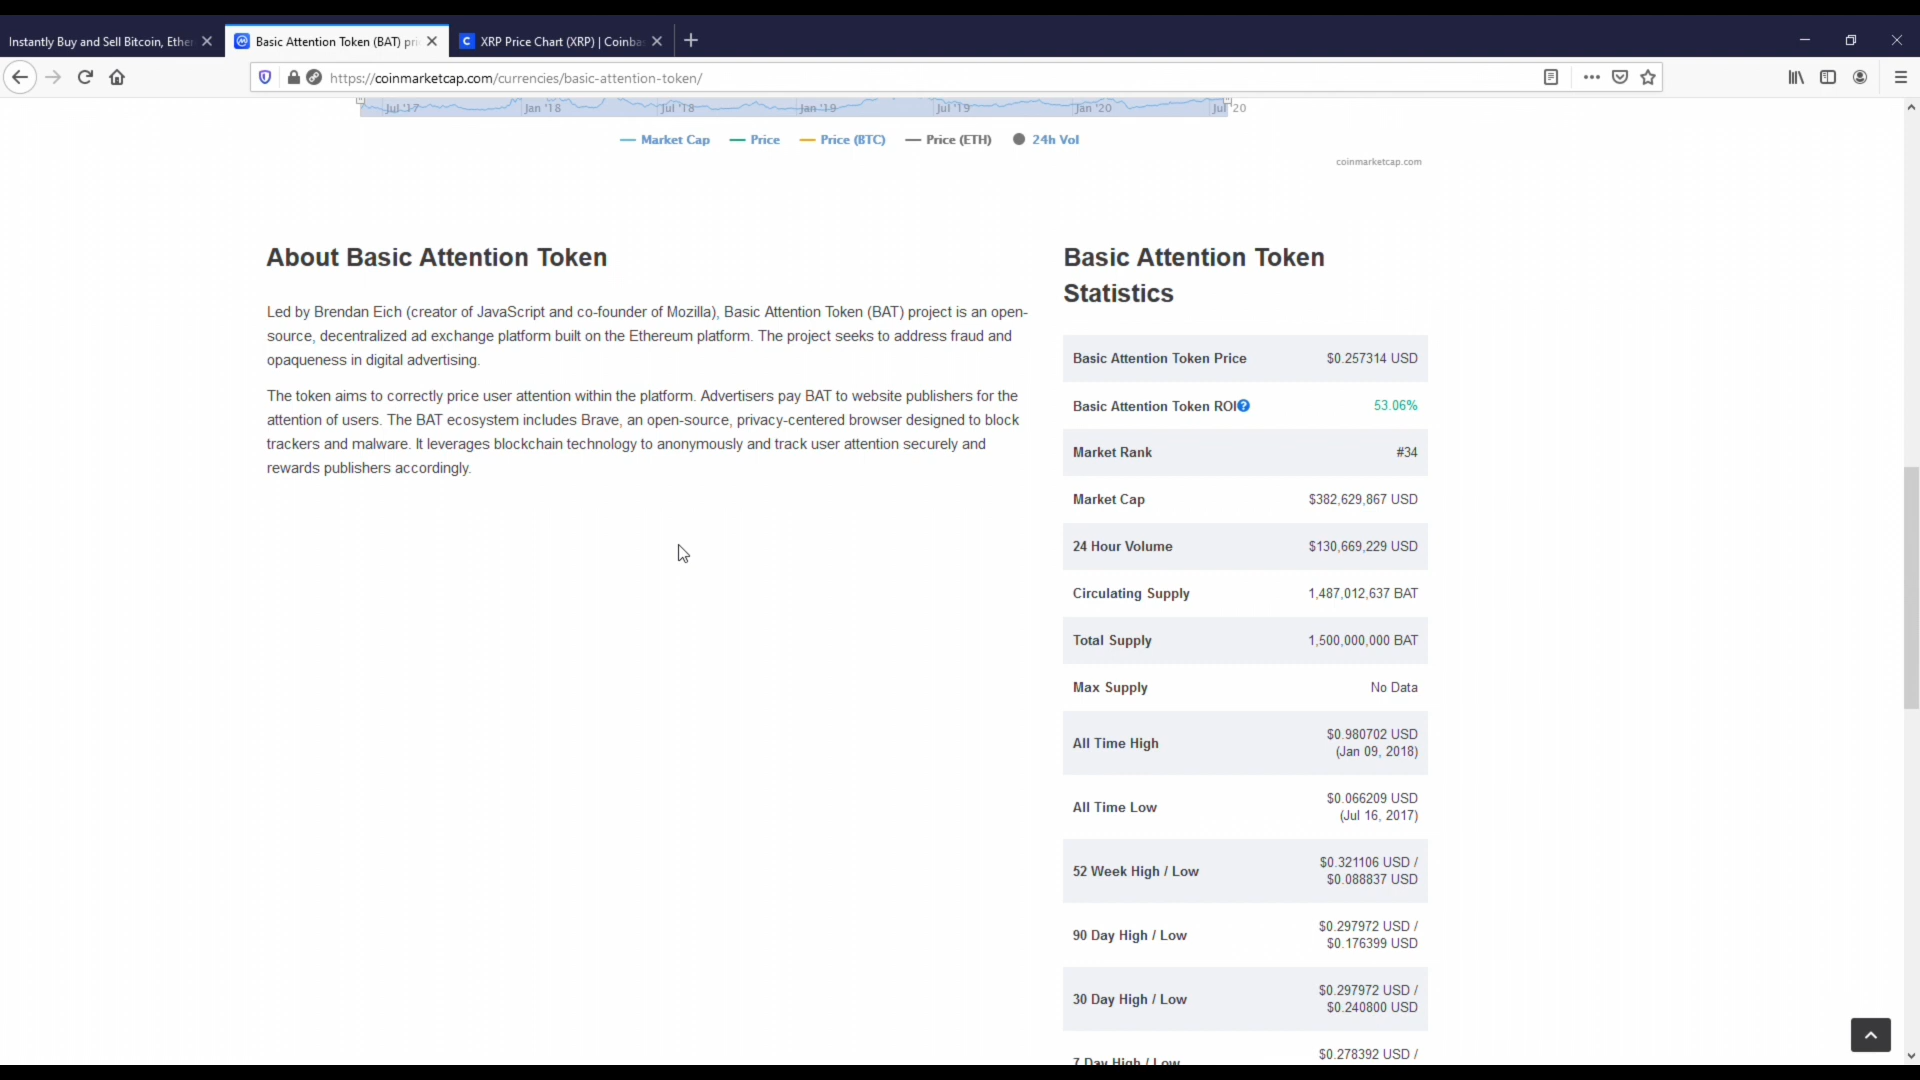 Instantly Buy and Sell Bitcoin, Ether
Basic Attention Token (BAT) pri
XRP Price Chart (XRP) | Coinba
https://coinmarketcap.com/currencies/basic-attention-token/
Jul '17
Jan '18
Jul '18
Jan '19
Jul '19
Jan '20
Jul '20
Market Cap
Price
Price (BTC)
Price (ETH)
24h Vol
coinmarketcap.com
About Basic Attention Token
Led by Brendan Eich (creator of JavaScript and co-founder of Mozilla), Basic Attention Token (BAT) project is an open-
source, decentralized ad exchange platform built on the Ethereum platform. The project seeks to address fraud and
opaqueness in digital advertising.
The token aims to correctly price user attention within the platform. Advertisers pay BAT to website publishers for the
attention of users. The BAT ecosystem includes Brave, an open-source, privacy-centered browser designed to block
trackers and malware. It leverages blockchain technology to anonymously and track user attention securely and
rewards publishers accordingly.
Basic Attention Token
Statistics
Basic Attention Token Price $0.257314 USD
Basic Attention Token ROI 53.06%
Market Rank #34
Market Cap $382,629,867 USD
24 Hour Volume $130,669,229 USD
Circulating Supply 1,487,012,637 BAT
Total Supply 1,500,000,000 BAT
Max Supply No Data
All Time High $0.980702 USD
(Jan 09, 2018)
All Time Low $0.066209 USD
(Jul 16, 2017)
52 Week High / Low $0.321106 USD /
$0.088837 USD
90 Day High / Low $0.297972 USD /
$0.176399 USD
30 Day High / Low $0.297972 USD /
$0.240800 USD
7 Day High / Low $0.278392 USD /